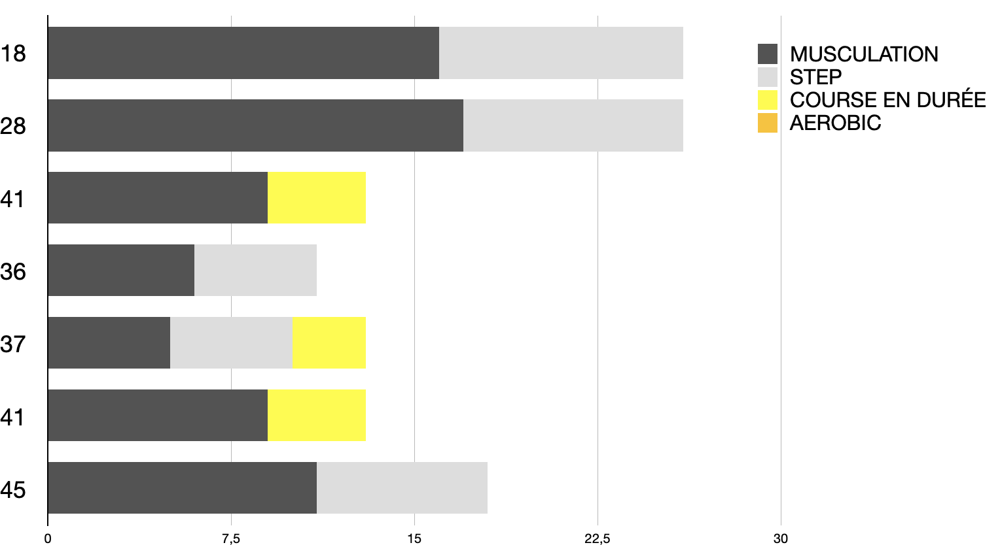 18
28
41
36
37
41
45
0 7,5 15 22,5 30
MUSCULATION
STEP
COURSE EN DURÉE
AEROBIC